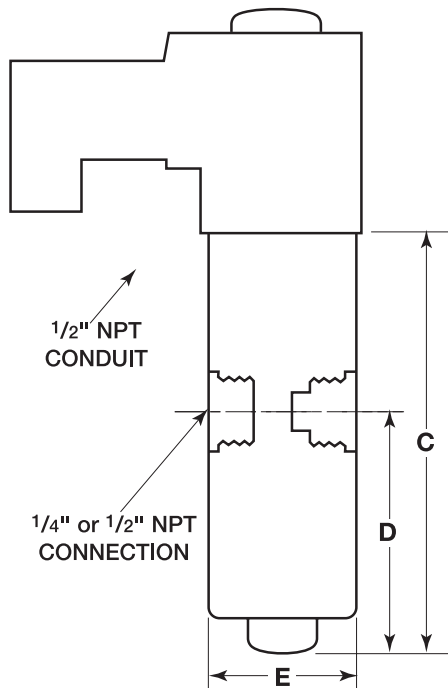 1/2" NPT
CONDUIT
1/4" or 1/2" NPT
CONNECTION
C
D
E